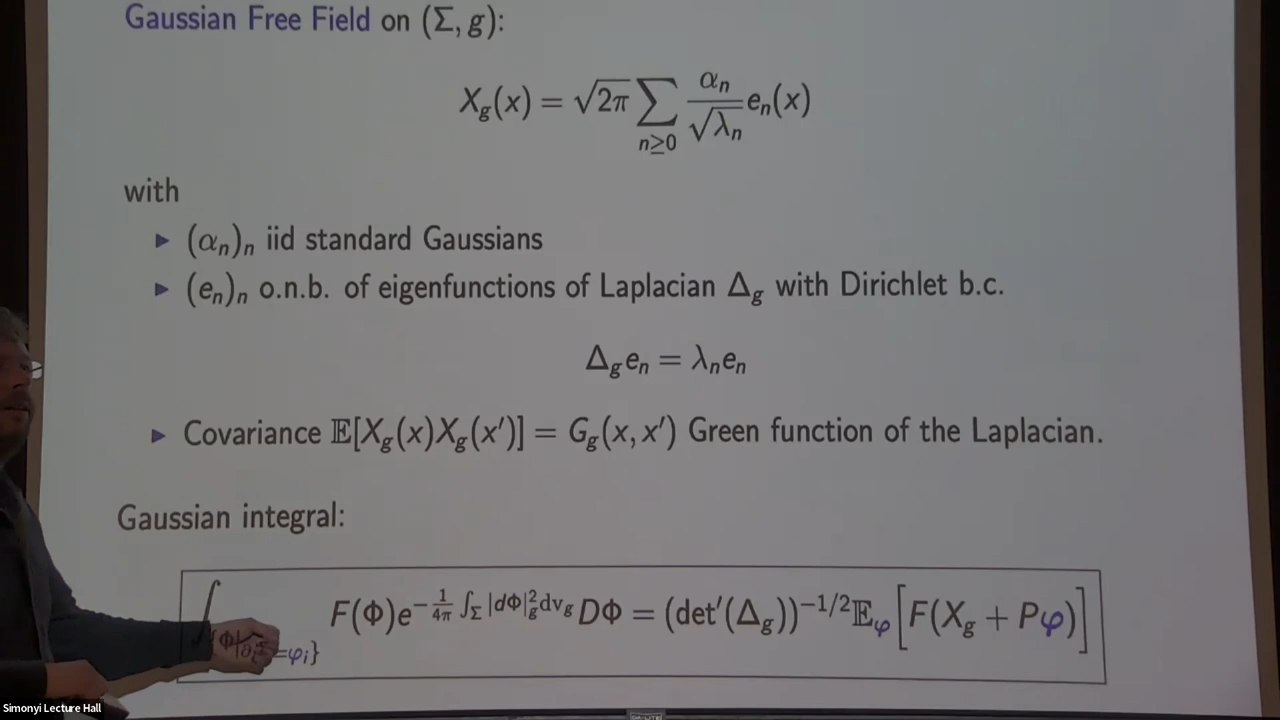 Gaussian Free Field on (Σ, g):
X_g(x) = √2π ∑_{n≥0} α_n/√λ_n e_n(x)
with
▸ (α_n)_n iid standard Gaussians
▸ (e_n)_n o.n.b. of eigenfunctions of Laplacian Δ_g with Dirichlet b.c.
Δ_g e_n = λ_n e_n
▸ Covariance 𝔼[X_g(x)X_g(x′)] = G_g(x, x′) Green function of the Laplacian.
Gaussian integral:
∫_{Φ|_∂ =φ_i} F(Φ)e^{−1/4π ∫_Σ |dΦ|²_g dv_g} DΦ = (det′(Δ_g))^{−1/2} 𝔼_φ[F(X_g + Pφ)]
Simonyi Lecture Hall